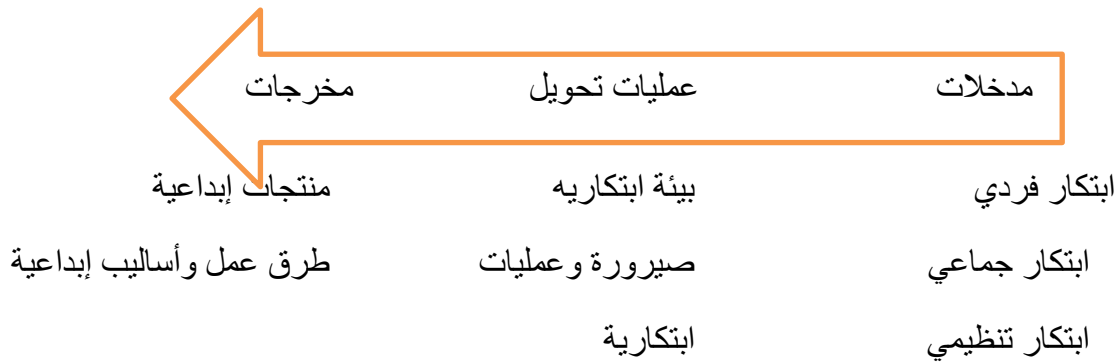 مدخلات عمليات تحويل مخرجات
ابتكار فردي بيئة ابتكاريه منتجات إبداعية
ابتكار جماعي صيرورة وعمليات طرق عمل وأساليب إبداعية
ابتكار تنظيمي ابتكارية